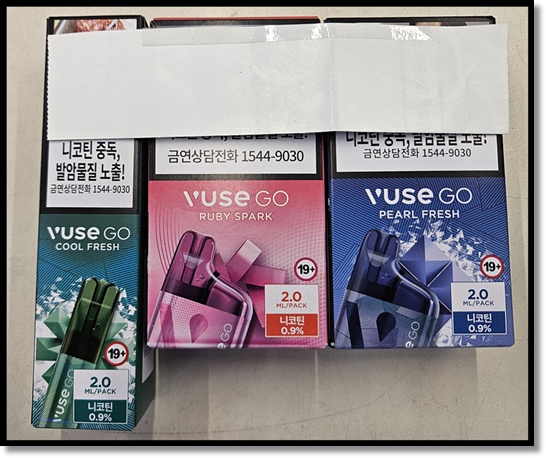 니코틴 중독,
발암물질 노출!
금연상담전화 1544-9030
VUSE GO
COOL FRESH
19+
2.0
ML/PACK
니코틴
0.9%
VUSE GO
금연상담전화 1544-9030
VUSE GO
RUBY SPARK
19+
2.0
ML/PACK
니코틴
0.9%
GO
니코틴 중독, 발암물질 노출!
금연상담전화 1544-9030
VUSE GO
PEARL FRESH
19+
2.0
ML/PACK
니코틴
0.9%
GO